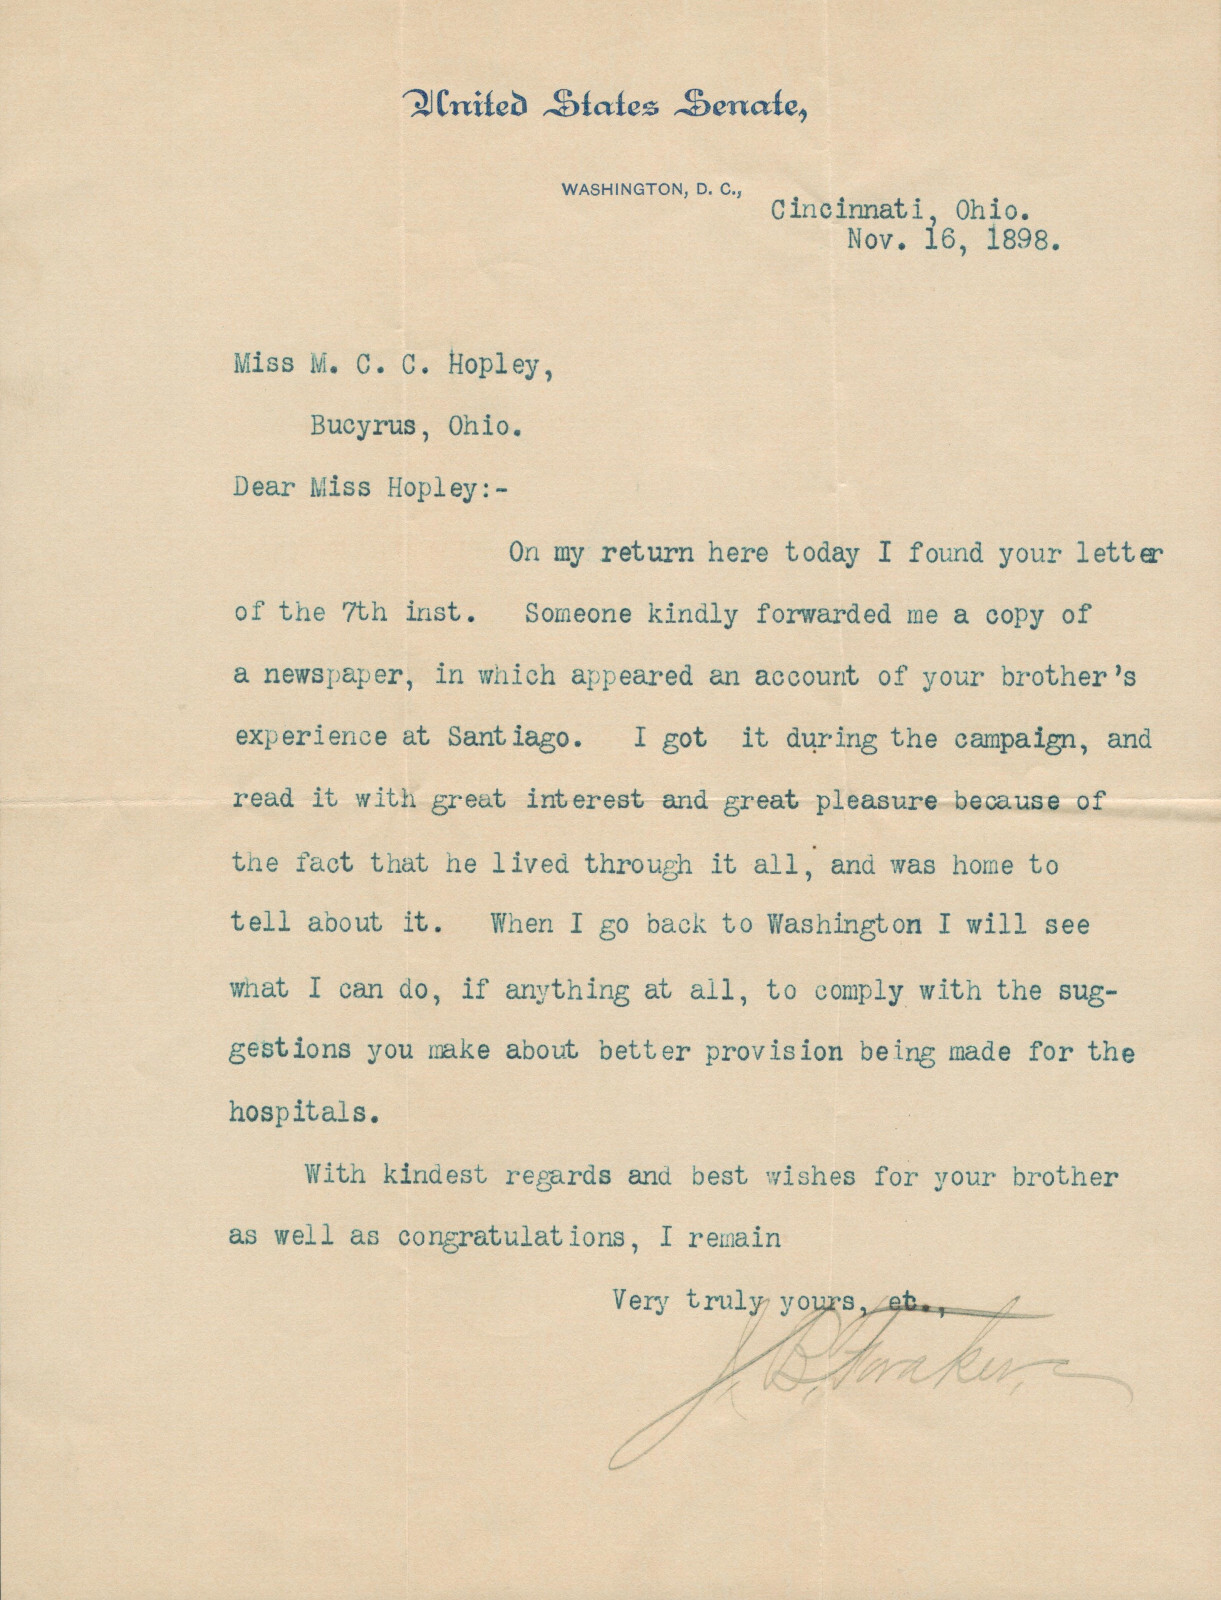 United States Senate,
WASHINGTON, D. C.,
Cincinnati, Ohio.
Nov. 16, 1898.
Miss M. C. C. Hopley,
Bucyrus, Ohio.
Dear Miss Hopley:-
On my return here today I found your letter
of the 7th inst. Someone kindly forwarded me a copy of
a newspaper, in which appeared an account of your brother's
experience at Santiago. I got it during the campaign, and
read it with great interest and great pleasure because of
the fact that he lived through it all, and was home to
tell about it. When I go back to Washington I will see
what I can do, if anything at all, to comply with the sug-
gestions you make about better provision being made for the
hospitals.
With kindest regards and best wishes for your brother
as well as congratulations, I remain
Very truly yours, etc.,
J. B. Foraker.